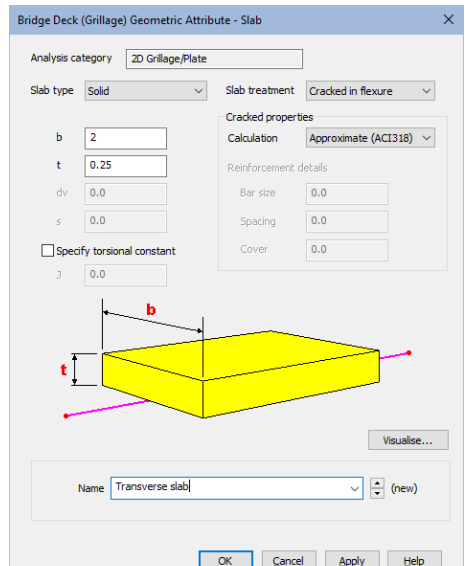 Bridge Deck (Grillage) Geometric Attribute - Slab
Analysis category 2D Grillage/Plate
Slab type Solid Slab treatment Cracked in flexure
Cracked properties
b 2 Calculation Approximate (ACI318)
t 0.25 Reinforcement details
dv 0.0 Bar size 0.0
s 0.0 Spacing 0.0
Specify torsional constant Cover 0.0
J 0.0
b
t
Visualise...
Name Transverse slab (new)
OK Cancel Apply Help